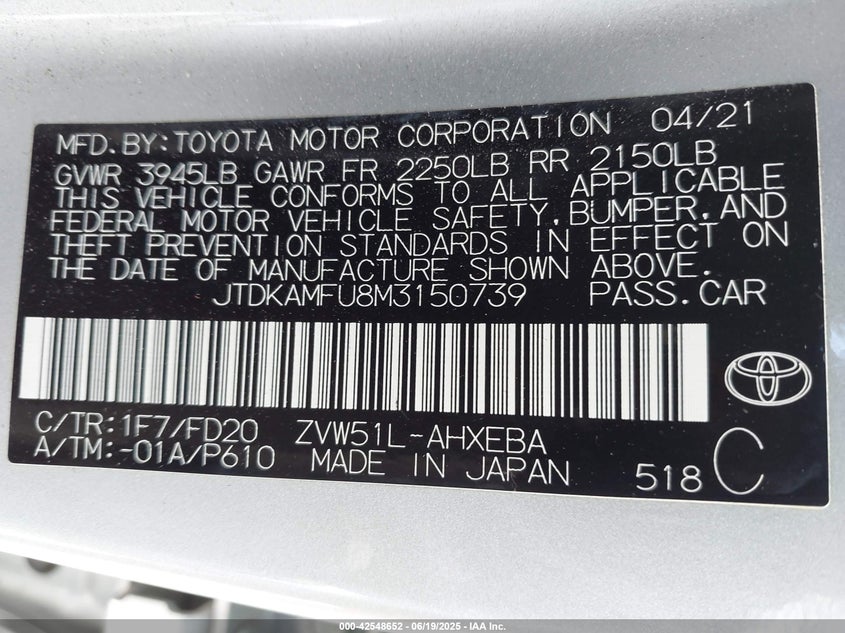 MFD. BY: TOYOTA MOTOR CORPORATION 04/21
GVWR 3945LB GAWR FR 2250LB RR 2150LB
THIS VEHICLE CONFORMS TO ALL APPLICABLE
FEDERAL MOTOR VEHICLE SAFETY, BUMPER, AND
THEFT PREVENTION STANDARDS IN EFFECT ON
THE DATE OF MANUFACTURE SHOWN ABOVE.
JTDKAMFU8M3150739 PASS. CAR
C/TR: 1F7/FD20 ZVW51L-AHXEBA
A/TM: -01A/P610 MADE IN JAPAN 518 C
000-42548652 - 06/19/2025 - IAA Inc.